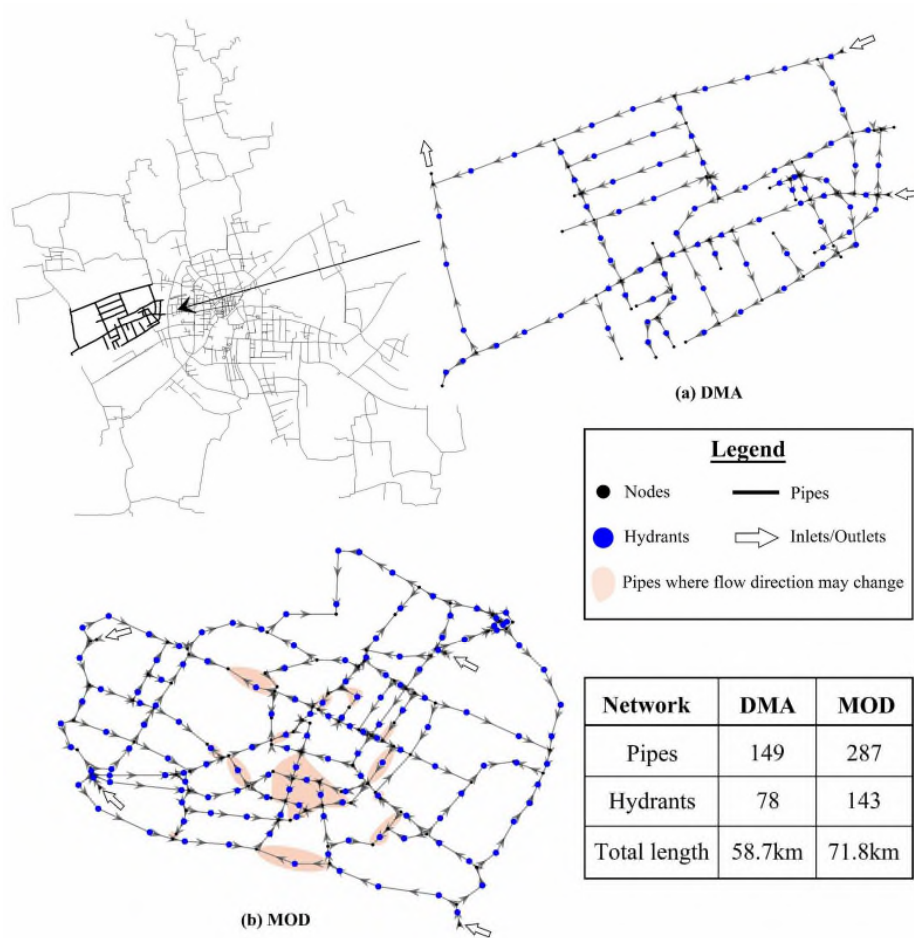 (a) DMA
Legend
Nodes
Pipes
Hydrants
Inlets/Outlets
Pipes where flow direction may change
Network DMA MOD
Pipes 149 287
Hydrants 78 143
Total length 58.7km 71.8km
(b) MOD